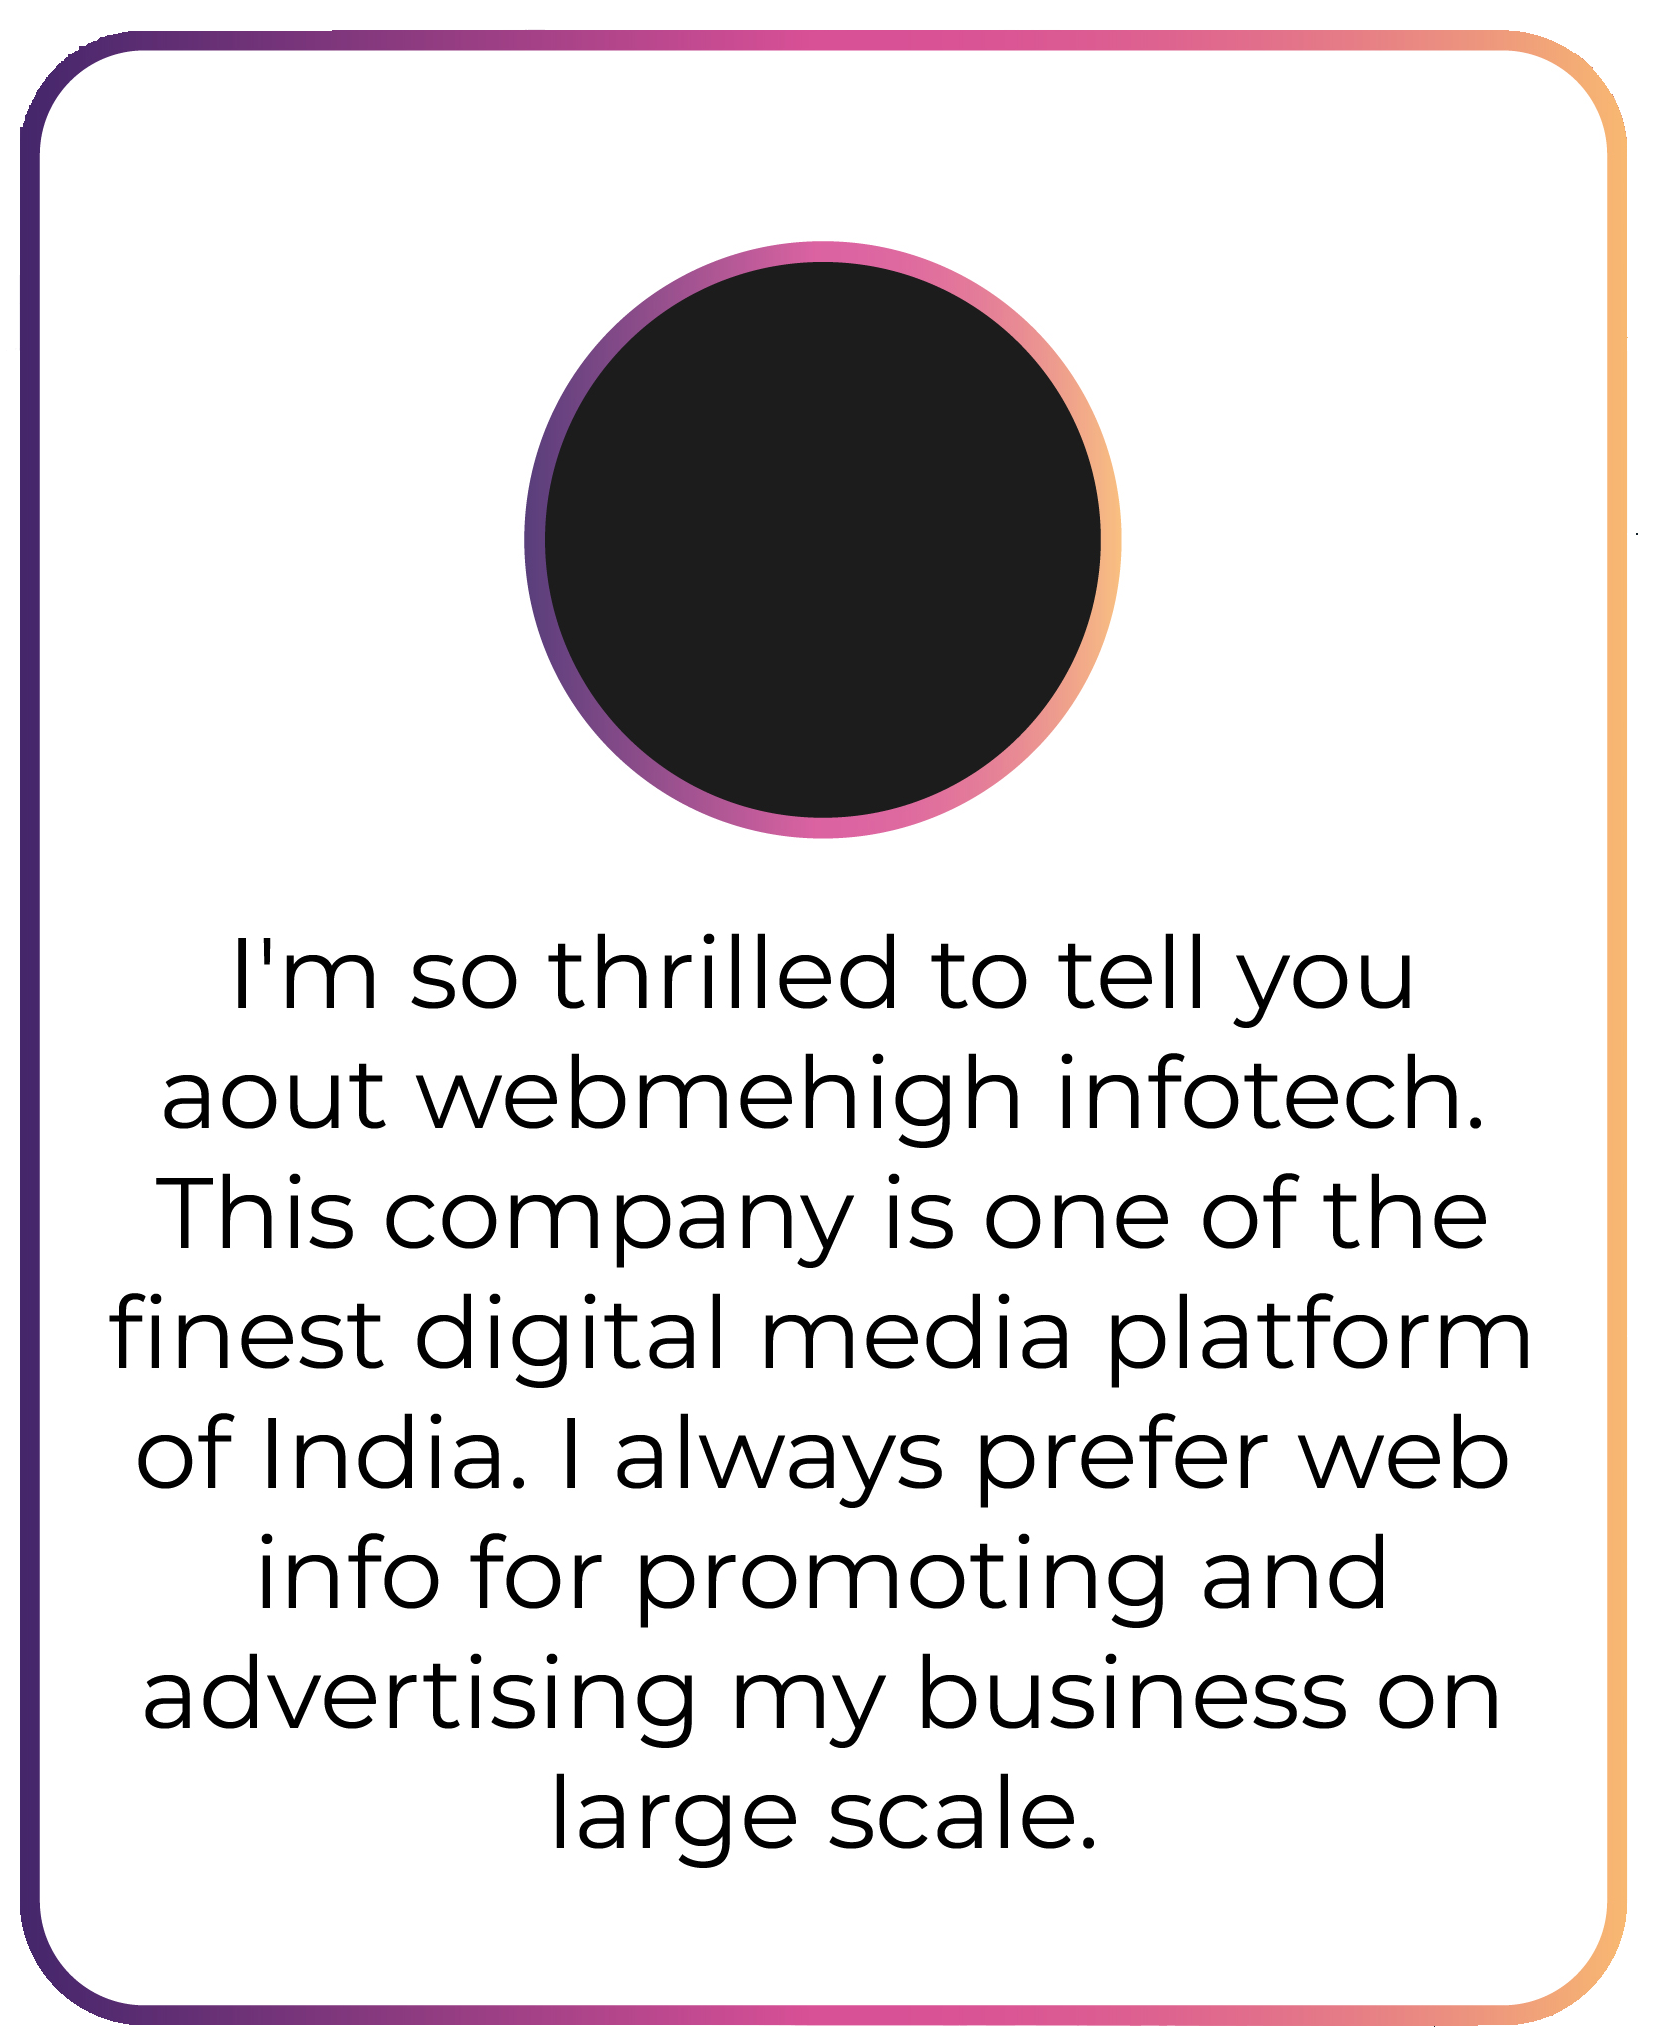 I'm so thrilled to tell you
aout webmehigh infotech.
This company is one of the
finest digital media platform
of India. I always prefer web
info for promoting and
advertising my business on
large scale.